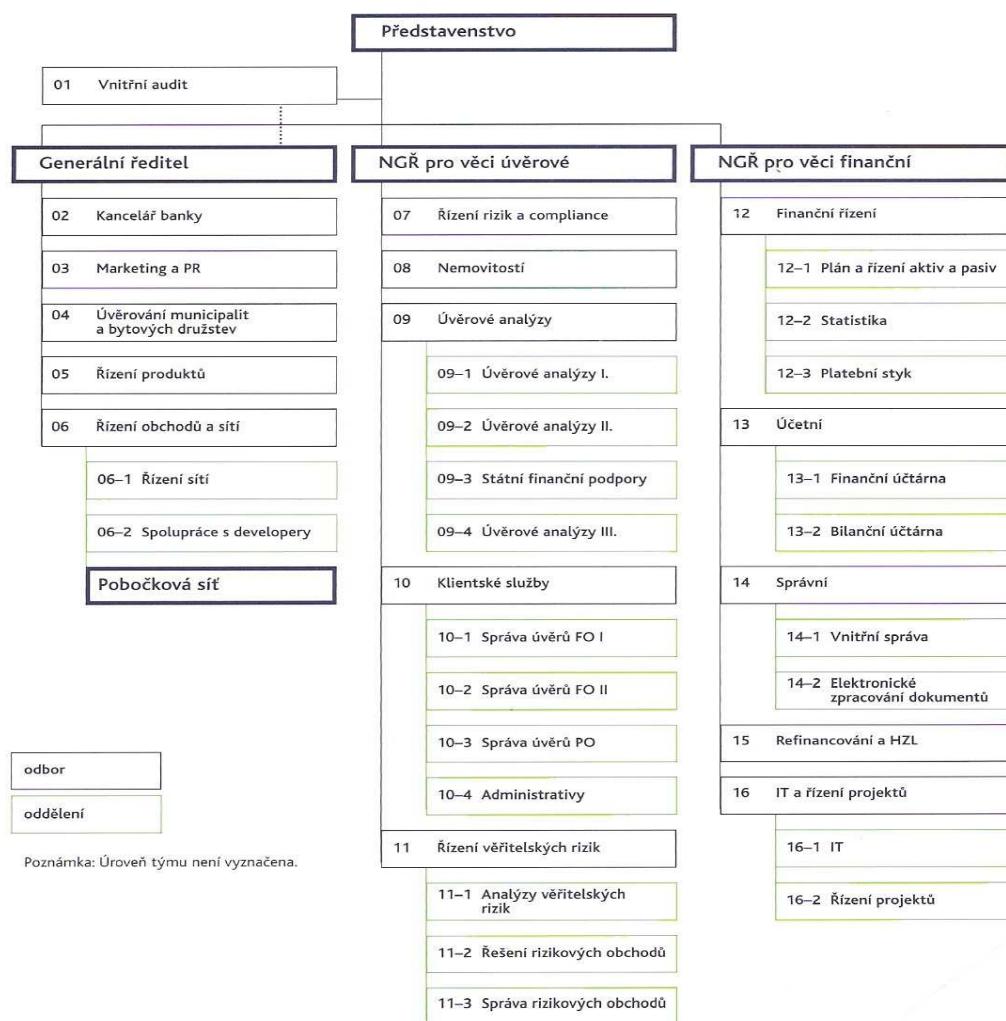 Představenstvo
01 Vnitřní audit
Generální ředitel
02 Kancelář banky
03 Marketing a PR
04 Úvěrování municipalit
a bytových družstev
05 Řízení produktů
06 Řízení obchodů a sítí
06–1 Řízení sítí
06–2 Spolupráce s developery
Pobočková síť
NGŘ pro věci úvěrové
07 Řízení rizik a compliance
08 Nemovitostí
09 Úvěrové analýzy
09–1 Úvěrové analýzy I.
09–2 Úvěrové analýzy II.
09–3 Státní finanční podpory
09–4 Úvěrové analýzy III.
10 Klientské služby
10–1 Správa úvěrů FO I
10–2 Správa úvěrů FO II
10–3 Správa úvěrů PO
10–4 Administrativy
11 Řízení věřitelských rizik
11–1 Analýzy věřitelských
rizik
11–2 Řešení rizikových obchodů
11–3 Správa rizikových obchodů
NGŘ pro věci finanční
12 Finanční řízení
12–1 Plán a řízení aktiv a pasiv
12–2 Statistika
12–3 Platební styk
13 Účetní
13–1 Finanční účtárna
13–2 Bilanční účtárna
14 Správní
14–1 Vnitřní správa
14–2 Elektronické
zpracování dokumentů
15 Refinancování a HZL
16 IT a řízení projektů
16–1 IT
16–2 Řízení projektů
odbor
oddělení
Poznámka: Úroveň týmu není vyznačena.